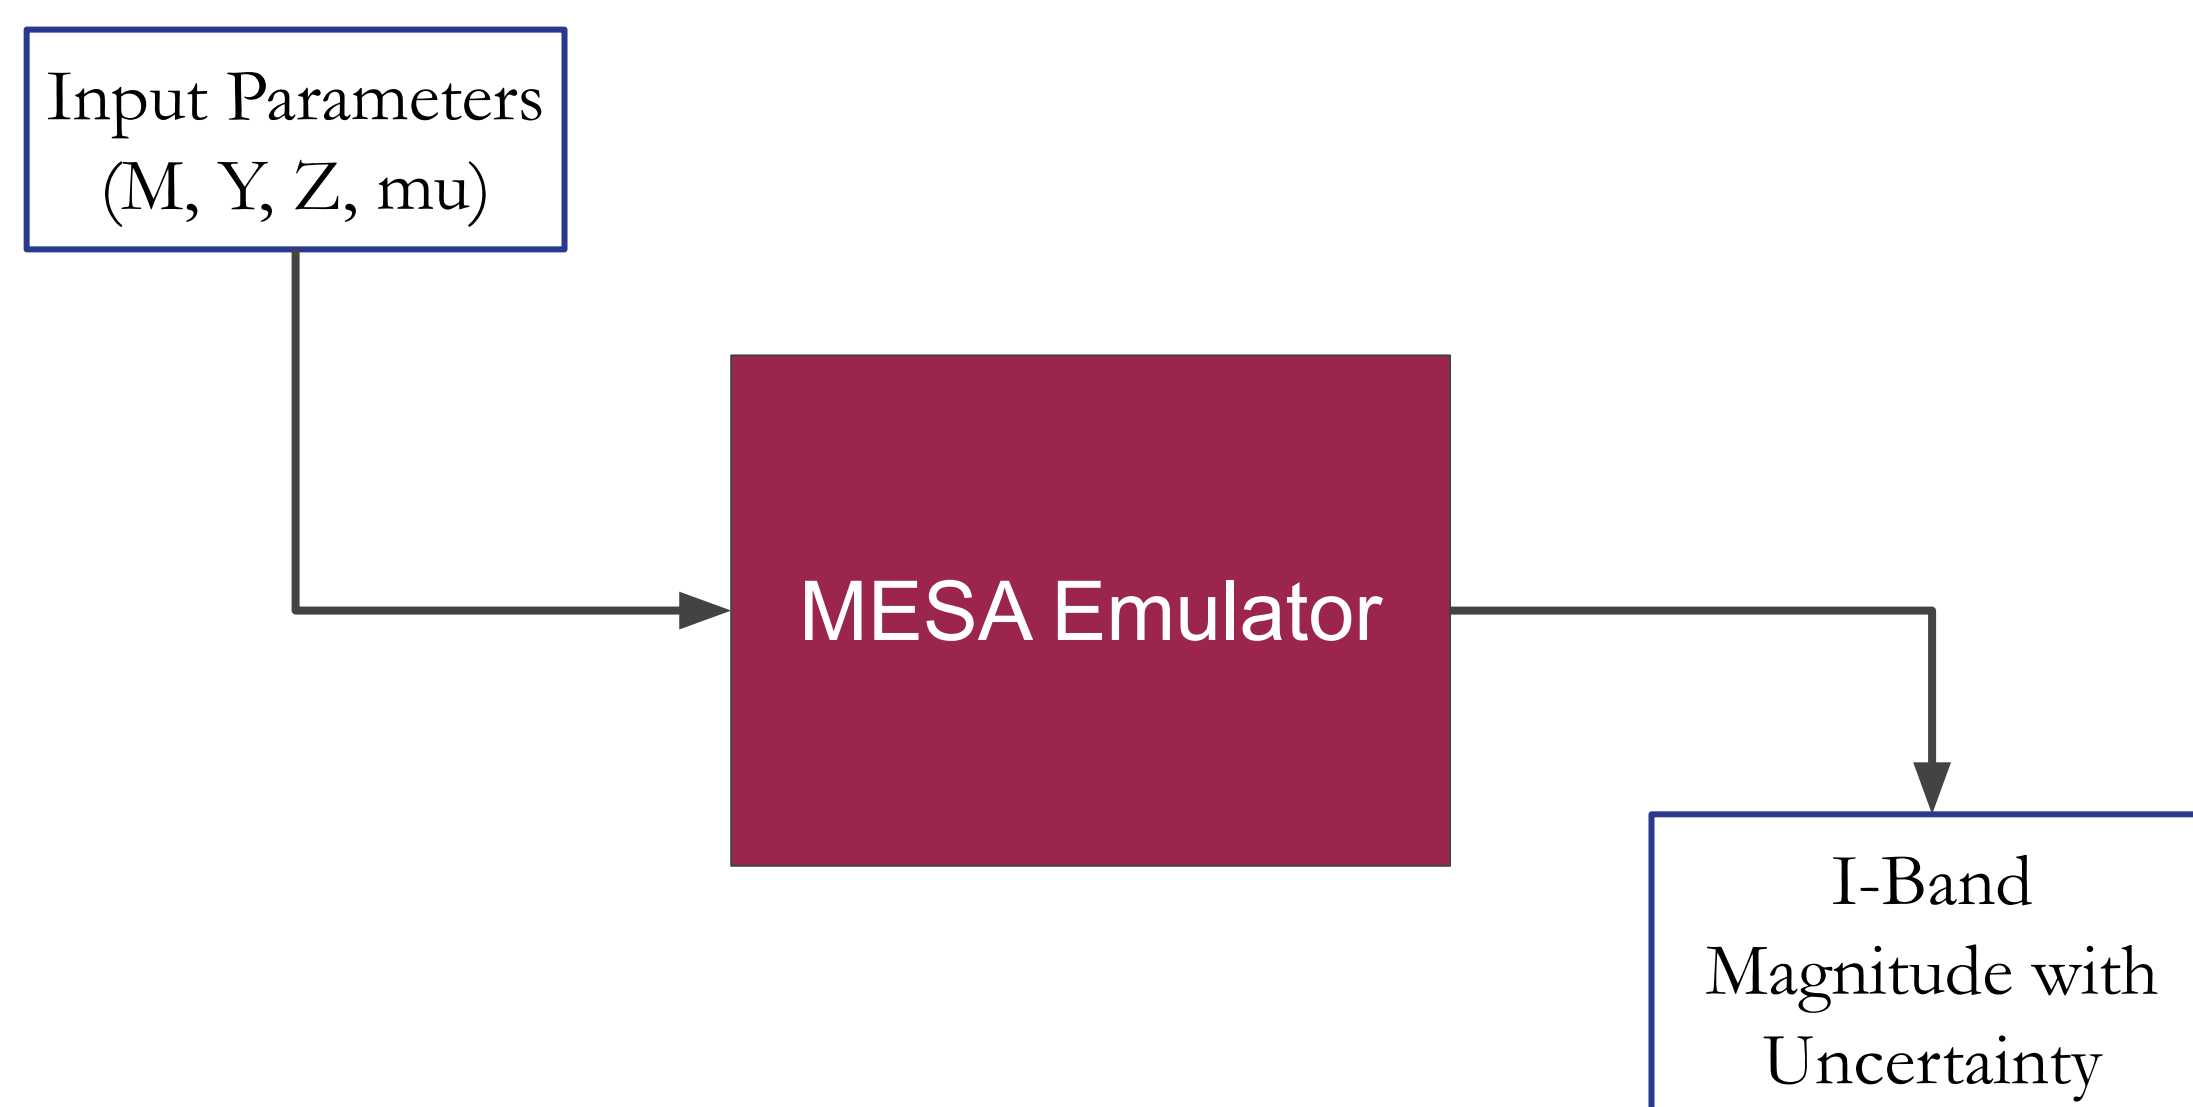 Input Parameters
(M, Y, Z, mu)
MESA Emulator
I-Band
Magnitude with
Uncertainty